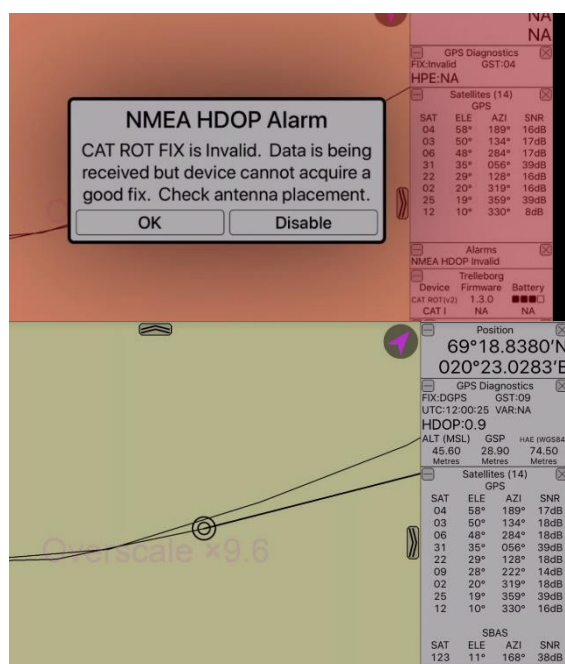 NA
NA
GPS Diagnostics
FIX:Invalid GST:04
HPE:NA
Satellites (14)
GPS
SAT ELE AZI SNR
04 58° 189° 16dB
03 50° 134° 17dB
06 48° 284° 17dB
31 35° 056° 39dB
22 29° 128° 16dB
02 20° 319° 16dB
25 19° 359° 39dB
12 10° 330° 8dB
Alarms
NMEA HDOP Invalid
Trelleborg
Device Firmware Battery
CAT ROT(v2) 1.3.0
CAT I NA NA
NMEA HDOP Alarm
CAT ROT FIX is Invalid. Data is being
received but device cannot acquire a
good fix. Check antenna placement.
OK Disable
Overscale ×9.6
Position
69°18.8380'N
020°23.0283'E
GPS Diagnostics
FIX:DGPS GST:09
UTC:12:00:25 VAR:NA
HDOP:0.9
ALT (MSL) GSP HAE (WGS84
45.60 28.90 74.50
Metres Metres Metres
Satellites (14)
GPS
SAT ELE AZI SNR
04 58° 189° 17dB
03 50° 134° 18dB
06 48° 284° 18dB
31 35° 056° 39dB
22 29° 128° 18dB
09 28° 222° 14dB
02 20° 319° 18dB
25 19° 359° 39dB
12 10° 330° 16dB
SBAS
SAT ELE AZI SNR
123 11° 168° 38dB